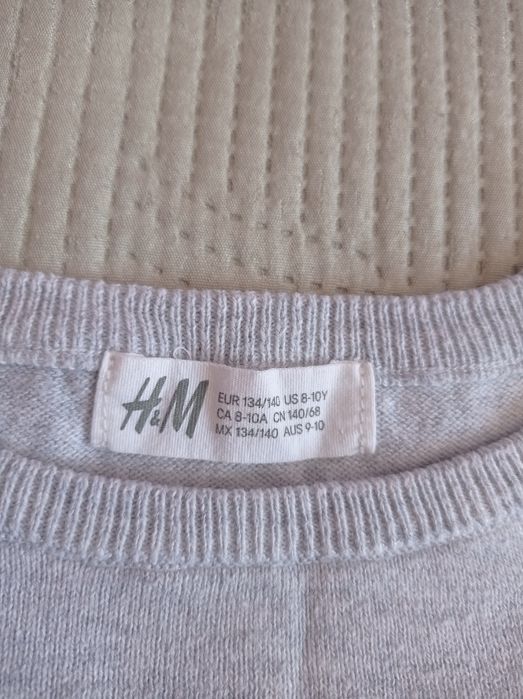 H&M
EUR 134/140 US 8-10Y
CA 8-10A CN 140/68
MX 134/140 AUS 9-10